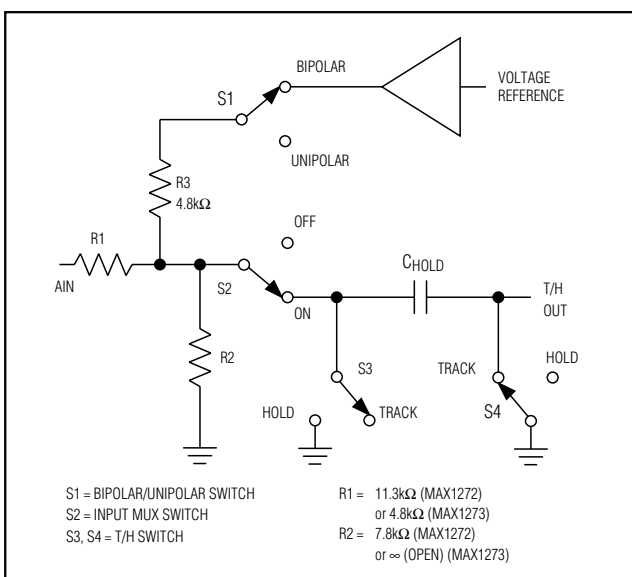 BIPOLAR
VOLTAGE
REFERENCE
S1
UNIPOLAR
R3
4.8kΩ
OFF
R1
CHOLD
AIN
S2
ON
T/H
OUT
R2
S3
TRACK
HOLD
HOLD
TRACK
S4
S1 = BIPOLAR/UNIPOLAR SWITCH
S2 = INPUT MUX SWITCH
S3, S4 = T/H SWITCH
R1 = 11.3kΩ (MAX1272)
or 4.8kΩ (MAX1273)
R2 = 7.8kΩ (MAX1272)
or ∞ (OPEN) (MAX1273)